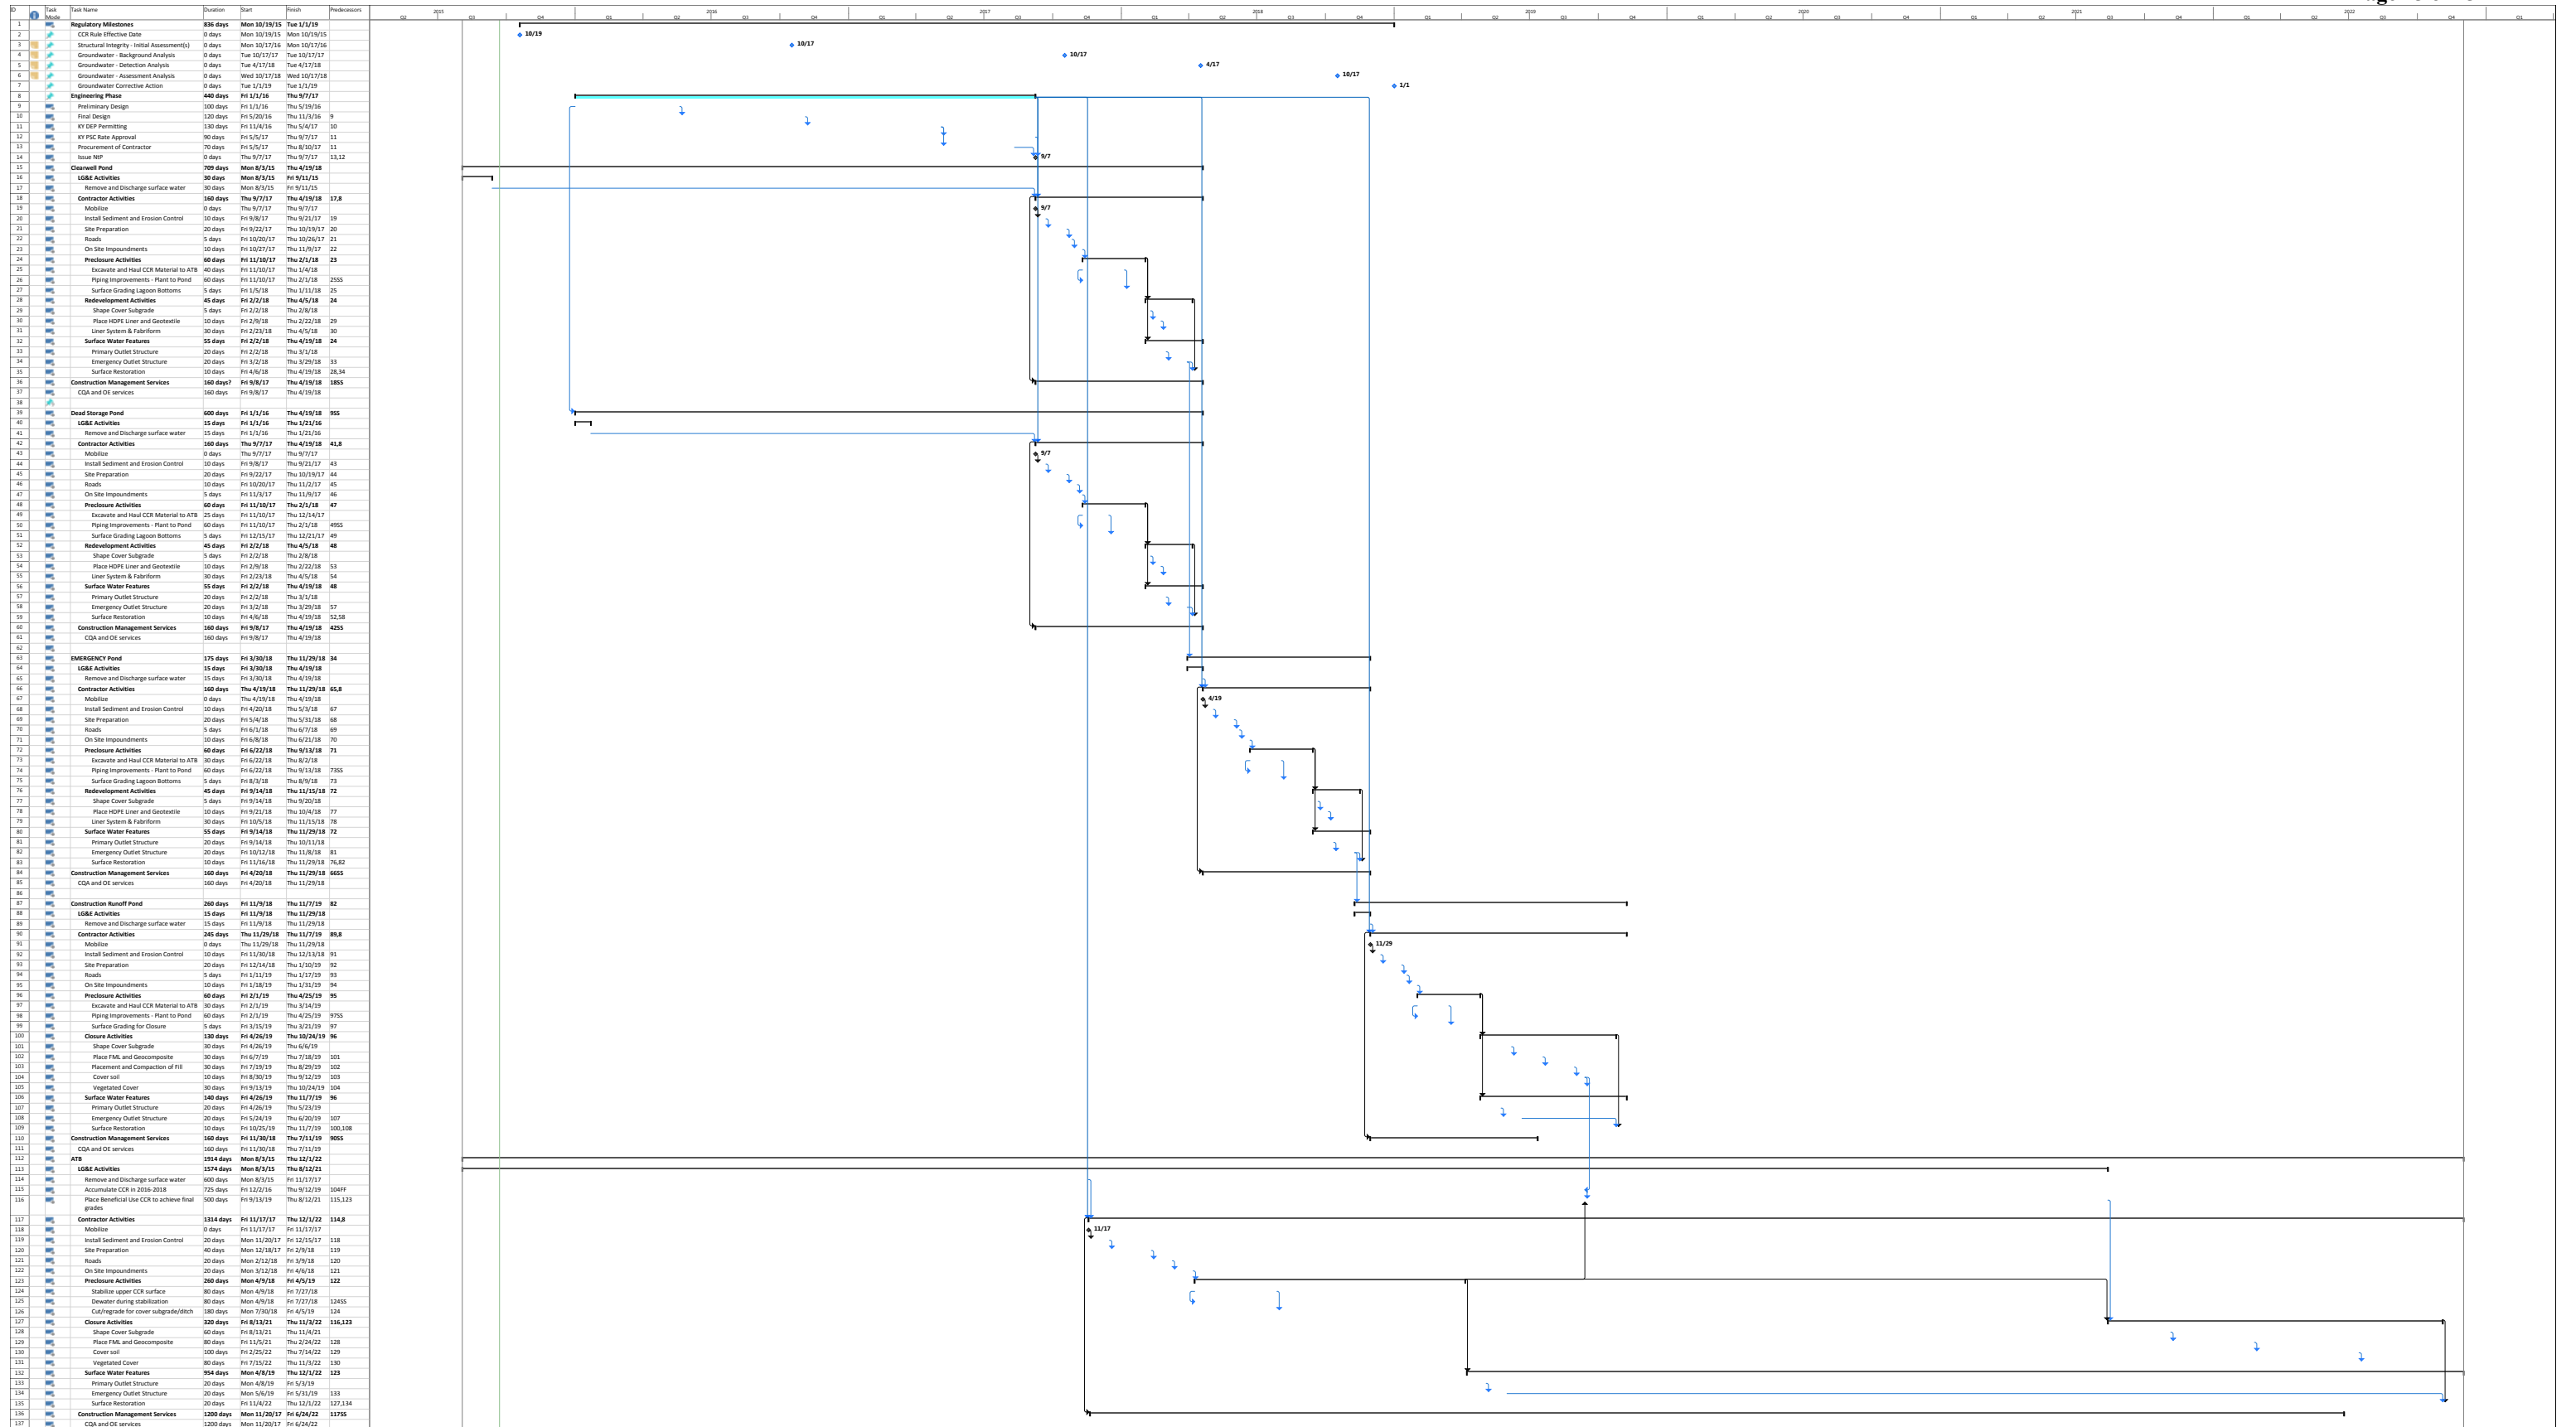 ID Task Mode Task Name Duration Start Finish Predecessors
2015 2016 2017 2018 2019 2020 2021 2022
Q2 Q3 Q4 Q1 Q2 Q3 Q4 Q1 Q2 Q3 Q4 Q1 Q2 Q3 Q4 Q1 Q2 Q3 Q4 Q1 Q2 Q3 Q4 Q1 Q2 Q3 Q4 Q1 Q2 Q3 Q4 Q1
1 Regulatory Milestones 836 days Mon 10/19/15 Tue 1/1/19
2 CCR Rule Effective Date 0 days Mon 10/19/15 Mon 10/19/15 10/19
3 Structural Integrity - Initial Assessment(s) 0 days Mon 10/17/16 Mon 10/17/16 10/17
4 Groundwater - Background Analysis 0 days Tue 10/17/17 Tue 10/17/17 10/17
5 Groundwater - Detection Analysis 0 days Tue 4/17/18 Tue 4/17/18 4/17
6 Groundwater - Assessment Analysis 0 days Wed 10/17/18 Wed 10/17/18 10/17
7 Groundwater Corrective Action 0 days Tue 1/1/19 Tue 1/1/19 1/1
8 Engineering Phase 440 days Fri 1/1/16 Thu 9/7/17
9 Preliminary Design 100 days Fri 1/1/16 Thu 5/19/16
10 Final Design 120 days Fri 5/20/16 Thu 11/3/16 9
11 KY DEP Permitting 130 days Fri 11/4/16 Thu 5/4/17 10
12 KY PSC Rate Approval 90 days Fri 5/5/17 Thu 9/7/17 11
13 Procurement of Contractor 70 days Fri 5/5/17 Thu 8/10/17 11
14 Issue NtP 0 days Thu 9/7/17 Thu 9/7/17 13,12 9/7
15 Clearwell Pond 709 days Mon 8/3/15 Thu 4/19/18
16 LG&E Activities 30 days Mon 8/3/15 Fri 9/11/15
17 Remove and Discharge surface water 30 days Mon 8/3/15 Fri 9/11/15
18 Contractor Activities 160 days Thu 9/7/17 Thu 4/19/18 17,8
19 Mobilize 0 days Thu 9/7/17 Thu 9/7/17 9/7
20 Install Sediment and Erosion Control 10 days Fri 9/8/17 Thu 9/21/17 19
21 Site Preparation 20 days Fri 9/22/17 Thu 10/19/17 20
22 Roads 5 days Fri 10/20/17 Thu 10/26/17 21
23 On Site Impoundments 10 days Fri 10/27/17 Thu 11/9/17 22
24 Preclosure Activities 60 days Fri 11/10/17 Thu 2/1/18 23
25 Excavate and Haul CCR Material to ATB 40 days Fri 11/10/17 Thu 1/4/18
26 Piping Improvements - Plant to Pond 60 days Fri 11/10/17 Thu 2/1/18 25SS
27 Surface Grading Lagoon Bottoms 5 days Fri 1/5/18 Thu 1/11/18 25
28 Redevelopment Activities 45 days Fri 2/2/18 Thu 4/5/18 24
29 Shape Cover Subgrade 5 days Fri 2/2/18 Thu 2/8/18
30 Place HDPE Liner and Geotextile 10 days Fri 2/9/18 Thu 2/22/18 29
31 Liner System & Fabriform 30 days Fri 2/23/18 Thu 4/5/18 30
32 Surface Water Features 55 days Fri 2/2/18 Thu 4/19/18 24
33 Primary Outlet Structure 20 days Fri 2/2/18 Thu 3/1/18
34 Emergency Outlet Structure 20 days Fri 3/2/18 Thu 3/29/18 33
35 Surface Restoration 10 days Fri 4/6/18 Thu 4/19/18 28,34
36 Construction Management Services 160 days? Fri 9/8/17 Thu 4/19/18 18SS
37 CQA and OE services 160 days Fri 9/8/17 Thu 4/19/18
38
39 Dead Storage Pond 600 days Fri 1/1/16 Thu 4/19/18 9SS
40 LG&E Activities 15 days Fri 1/1/16 Thu 1/21/16
41 Remove and Discharge surface water 15 days Fri 1/1/16 Thu 1/21/16
42 Contractor Activities 160 days Thu 9/7/17 Thu 4/19/18 41,8
43 Mobilize 0 days Thu 9/7/17 Thu 9/7/17 9/7
44 Install Sediment and Erosion Control 10 days Fri 9/8/17 Thu 9/21/17 43
45 Site Preparation 20 days Fri 9/22/17 Thu 10/19/17 44
46 Roads 10 days Fri 10/20/17 Thu 11/2/17 45
47 On Site Impoundments 5 days Fri 11/3/17 Thu 11/9/17 46
48 Preclosure Activities 60 days Fri 11/10/17 Thu 2/1/18 47
49 Excavate and Haul CCR Material to ATB 25 days Fri 11/10/17 Thu 12/14/17
50 Piping Improvements - Plant to Pond 60 days Fri 11/10/17 Thu 2/1/18 49SS
51 Surface Grading Lagoon Bottoms 5 days Fri 12/15/17 Thu 12/21/17 49
52 Redevelopment Activities 45 days Fri 2/2/18 Thu 4/5/18 48
53 Shape Cover Subgrade 5 days Fri 2/2/18 Thu 2/8/18
54 Place HDPE Liner and Geotextile 10 days Fri 2/9/18 Thu 2/22/18 53
55 Liner System & Fabriform 30 days Fri 2/23/18 Thu 4/5/18 54
56 Surface Water Features 55 days Fri 2/2/18 Thu 4/19/18 48
57 Primary Outlet Structure 20 days Fri 2/2/18 Thu 3/1/18
58 Emergency Outlet Structure 20 days Fri 3/2/18 Thu 3/29/18 57
59 Surface Restoration 10 days Fri 4/6/18 Thu 4/19/18 52,58
60 Construction Management Services 160 days Fri 9/8/17 Thu 4/19/18 42SS
61 CQA and OE services 160 days Fri 9/8/17 Thu 4/19/18
62
63 EMERGENCY Pond 175 days Fri 3/30/18 Thu 11/29/18 34
64 LG&E Activities 15 days Fri 3/30/18 Thu 4/19/18
65 Remove and Discharge surface water 15 days Fri 3/30/18 Thu 4/19/18
66 Contractor Activities 160 days Thu 4/19/18 Thu 11/29/18 65,8
67 Mobilize 0 days Thu 4/19/18 Thu 4/19/18 4/19
68 Install Sediment and Erosion Control 10 days Fri 4/20/18 Thu 5/3/18 67
69 Site Preparation 20 days Fri 5/4/18 Thu 5/31/18 68
70 Roads 5 days Fri 6/1/18 Thu 6/7/18 69
71 On Site Impoundments 10 days Fri 6/8/18 Thu 6/21/18 70
72 Preclosure Activities 60 days Fri 6/22/18 Thu 9/13/18 71
73 Excavate and Haul CCR Material to ATB 30 days Fri 6/22/18 Thu 8/2/18
74 Piping Improvements - Plant to Pond 60 days Fri 6/22/18 Thu 9/13/18 73SS
75 Surface Grading Lagoon Bottoms 5 days Fri 8/3/18 Thu 8/9/18 73
76 Redevelopment Activities 45 days Fri 9/14/18 Thu 11/15/18 72
77 Shape Cover Subgrade 5 days Fri 9/14/18 Thu 9/20/18
78 Place HDPE Liner and Geotextile 10 days Fri 9/21/18 Thu 10/4/18 77
79 Liner System & Fabriform 30 days Fri 10/5/18 Thu 11/15/18 78
80 Surface Water Features 55 days Fri 9/14/18 Thu 11/29/18 72
81 Primary Outlet Structure 20 days Fri 9/14/18 Thu 10/11/18
82 Emergency Outlet Structure 20 days Fri 10/12/18 Thu 11/8/18 81
83 Surface Restoration 10 days Fri 11/16/18 Thu 11/29/18 76,82
84 Construction Management Services 160 days Fri 4/20/18 Thu 11/29/18 66SS
85 CQA and OE services 160 days Fri 4/20/18 Thu 11/29/18
86
87 Construction Runoff Pond 260 days Fri 11/9/18 Thu 11/7/19 82
88 LG&E Activities 15 days Fri 11/9/18 Thu 11/29/18
89 Remove and Discharge surface water 15 days Fri 11/9/18 Thu 11/29/18
90 Contractor Activities 245 days Thu 11/29/18 Thu 11/7/19 89,8
91 Mobilize 0 days Thu 11/29/18 Thu 11/29/18 11/29
92 Install Sediment and Erosion Control 10 days Fri 11/30/18 Thu 12/13/18 91
93 Site Preparation 20 days Fri 12/14/18 Thu 1/10/19 92
94 Roads 5 days Fri 1/11/19 Thu 1/17/19 93
95 On Site Impoundments 10 days Fri 1/18/19 Thu 1/31/19 94
96 Preclosure Activities 60 days Fri 2/1/19 Thu 4/25/19 95
97 Excavate and Haul CCR Material to ATB 30 days Fri 2/1/19 Thu 3/14/19
98 Piping Improvements - Plant to Pond 60 days Fri 2/1/19 Thu 4/25/19 97SS
99 Surface Grading for Closure 5 days Fri 3/15/19 Thu 3/21/19 97
100 Closure Activities 130 days Fri 4/26/19 Thu 10/24/19 96
101 Shape Cover Subgrade 30 days Fri 4/26/19 Thu 6/6/19
102 Place FML and Geocomposite 30 days Fri 6/7/19 Thu 7/18/19 101
103 Placement and Compaction of Fill 30 days Fri 7/19/19 Thu 8/29/19 102
104 Cover soil 10 days Fri 8/30/19 Thu 9/12/19 103
105 Vegetated Cover 30 days Fri 9/13/19 Thu 10/24/19 104
106 Surface Water Features 140 days Fri 4/26/19 Thu 11/7/19 96
107 Primary Outlet Structure 20 days Fri 4/26/19 Thu 5/23/19
108 Emergency Outlet Structure 20 days Fri 5/24/19 Thu 6/20/19 107
109 Surface Restoration 10 days Fri 10/25/19 Thu 11/7/19 100,108
110 Construction Management Services 160 days Fri 11/30/18 Thu 7/11/19 90SS
111 CQA and OE services 160 days Fri 11/30/18 Thu 7/11/19
112 ATB 1914 days Mon 8/3/15 Thu 12/1/22
113 LG&E Activities 1574 days Mon 8/3/15 Thu 8/12/21
114 Remove and Discharge surface water 600 days Mon 8/3/15 Fri 11/17/17
115 Accumulate CCR in 2016-2018 725 days Fri 12/2/16 Thu 9/12/19 104FF
116 Place Beneficial Use CCR to achieve final 500 days Fri 9/13/19 Thu 8/12/21 115,123
grades
117 Contractor Activities 1314 days Fri 11/17/17 Thu 12/1/22 114,8
118 Mobilize 0 days Fri 11/17/17 Fri 11/17/17 11/17
119 Install Sediment and Erosion Control 20 days Mon 11/20/17 Fri 12/15/17 118
120 Site Preparation 40 days Mon 12/18/17 Fri 2/9/18 119
121 Roads 20 days Mon 2/12/18 Fri 3/9/18 120
122 On Site Impoundments 20 days Mon 3/12/18 Fri 4/6/18 121
123 Preclosure Activities 260 days Mon 4/9/18 Fri 4/5/19 122
124 Stabilize upper CCR surface 80 days Mon 4/9/18 Fri 7/27/18
125 Dewater during stabilization 80 days Mon 4/9/18 Fri 7/27/18 124SS
126 Cut/regrade for cover subgrade/ditch 180 days Mon 7/30/18 Fri 4/5/19 124
127 Closure Activities 320 days Fri 8/13/21 Thu 11/3/22 116,123
128 Shape Cover Subgrade 60 days Fri 8/13/21 Thu 11/4/21
129 Place FML and Geocomposite 80 days Fri 11/5/21 Thu 2/24/22 128
130 Cover soil 100 days Fri 2/25/22 Thu 7/14/22 129
131 Vegetated Cover 80 days Fri 7/15/22 Thu 11/3/22 130
132 Surface Water Features 954 days Mon 4/8/19 Thu 12/1/22 123
133 Primary Outlet Structure 20 days Mon 4/8/19 Fri 5/3/19
134 Emergency Outlet Structure 20 days Mon 5/6/19 Fri 5/31/19 133
135 Surface Restoration 20 days Fri 11/4/22 Thu 12/1/22 127,134
136 Construction Management Services 1200 days Mon 11/20/17 Fri 6/24/22 117SS
137 CQA and OE services 1200 days Mon 11/20/17 Fri 6/24/22